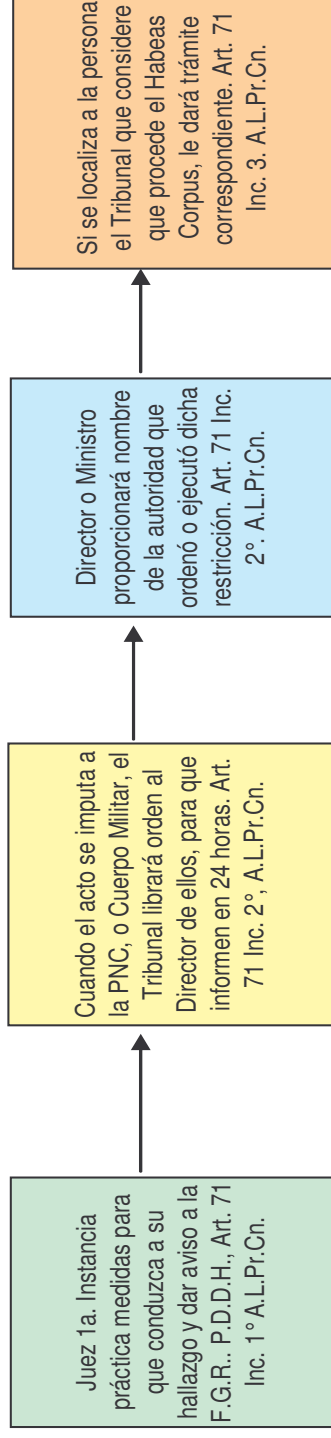 Juez 1a. Instancia
práctica medidas para
que conduzca a su
hallazgo y dar aviso a la
F.G.R.. P.D.D.H., Art. 71
Inc. 1° A.L.Pr.Cn.
Cuando el acto se imputa a
la PNC, o Cuerpo Militar, el
Tribunal librará orden al
Director de ellos, para que
informen en 24 horas. Art.
71 Inc. 2°, A.L.Pr.Cn.
Director o Ministro
proporcionará nombre
de la autoridad que
ordenó o ejecutó dicha
restricción. Art. 71 Inc.
2°. A.L.Pr.Cn.
Si se localiza a la persona
el Tribunal que considere
que procede el Habeas
Corpus, le dará trámite
correspondiente. Art. 71
Inc. 3. A.L.Pr.Cn.